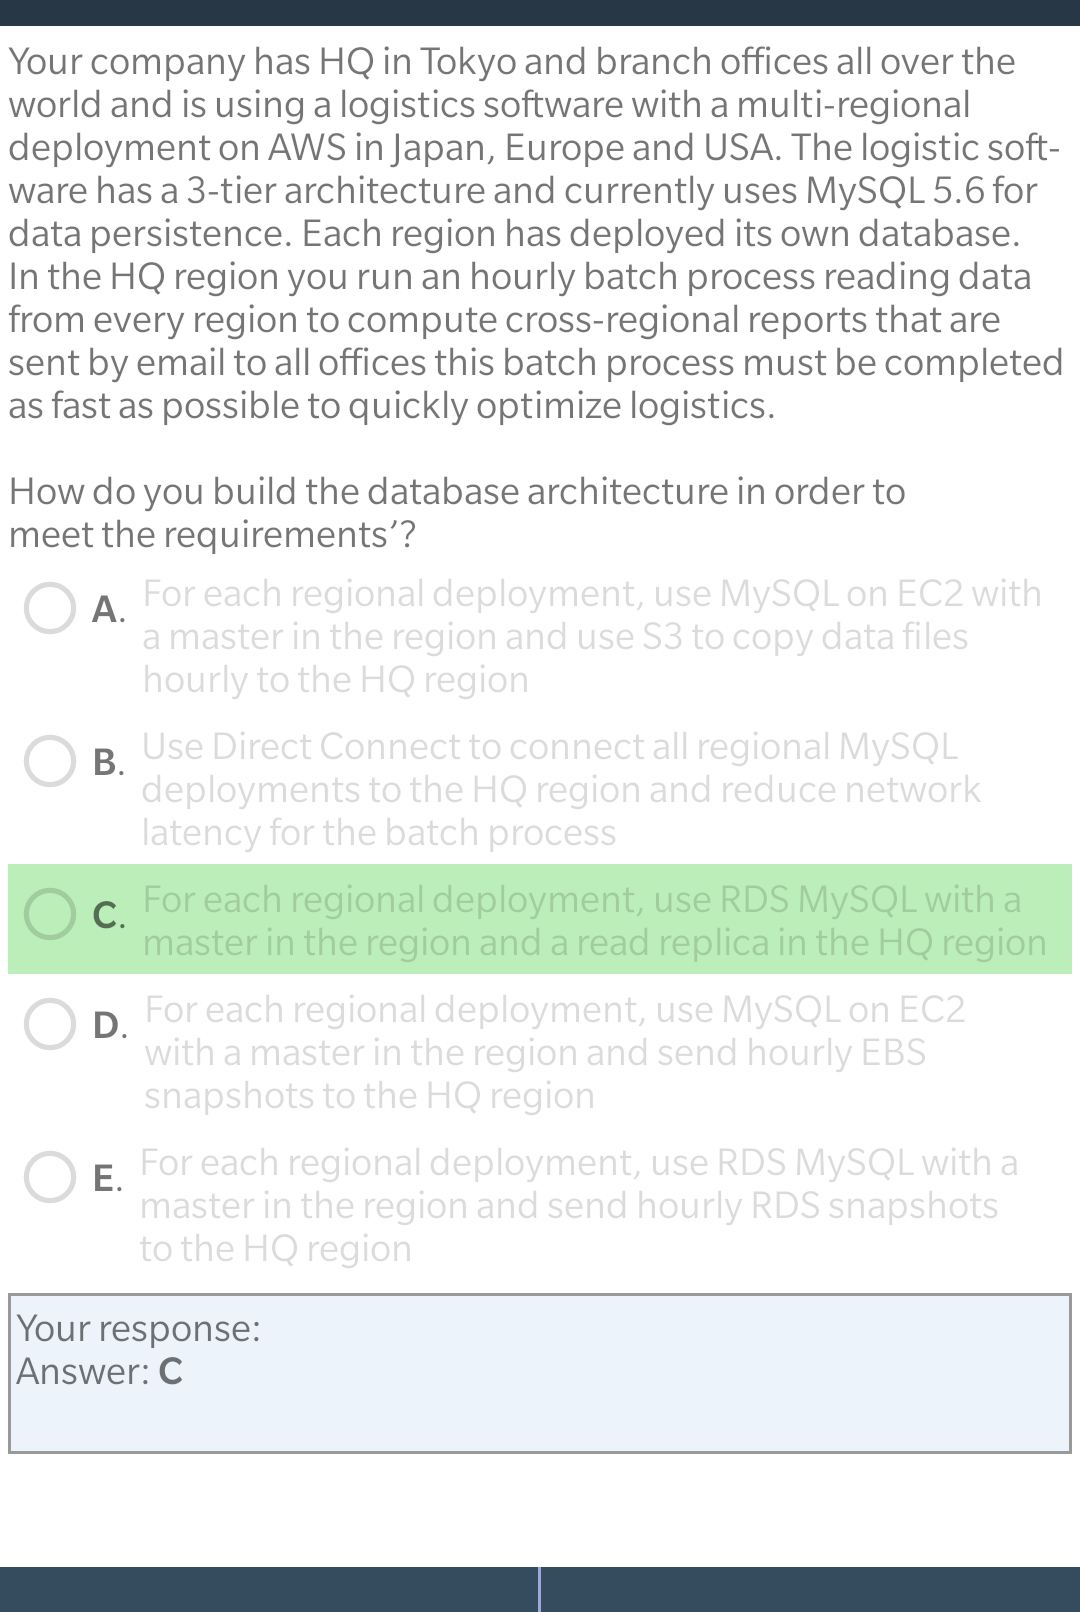 Your company has HQ in Tokyo and branch offices all over the
world and is using a logistics software with a multi-regional
deployment on AWS in Japan, Europe and USA. The logistic soft-
ware has a 3-tier architecture and currently uses MySQL 5.6 for
data persistence. Each region has deployed its own database.
In the HQ region you run an hourly batch process reading data
from every region to compute cross-regional reports that are
sent by email to all offices this batch process must be completed
as fast as possible to quickly optimize logistics.
How do you build the database architecture in order to
meet the requirements’?
A. For each regional deployment, use MySQL on EC2 with
a master in the region and use S3 to copy data files
hourly to the HQ region
B. Use Direct Connect to connect all regional MySQL
deployments to the HQ region and reduce network
latency for the batch process
C. For each regional deployment, use RDS MySQL with a
master in the region and a read replica in the HQ region
D. For each regional deployment, use MySQL on EC2
with a master in the region and send hourly EBS
snapshots to the HQ region
E. For each regional deployment, use RDS MySQL with a
master in the region and send hourly RDS snapshots
to the HQ region
Your response:
Answer: C